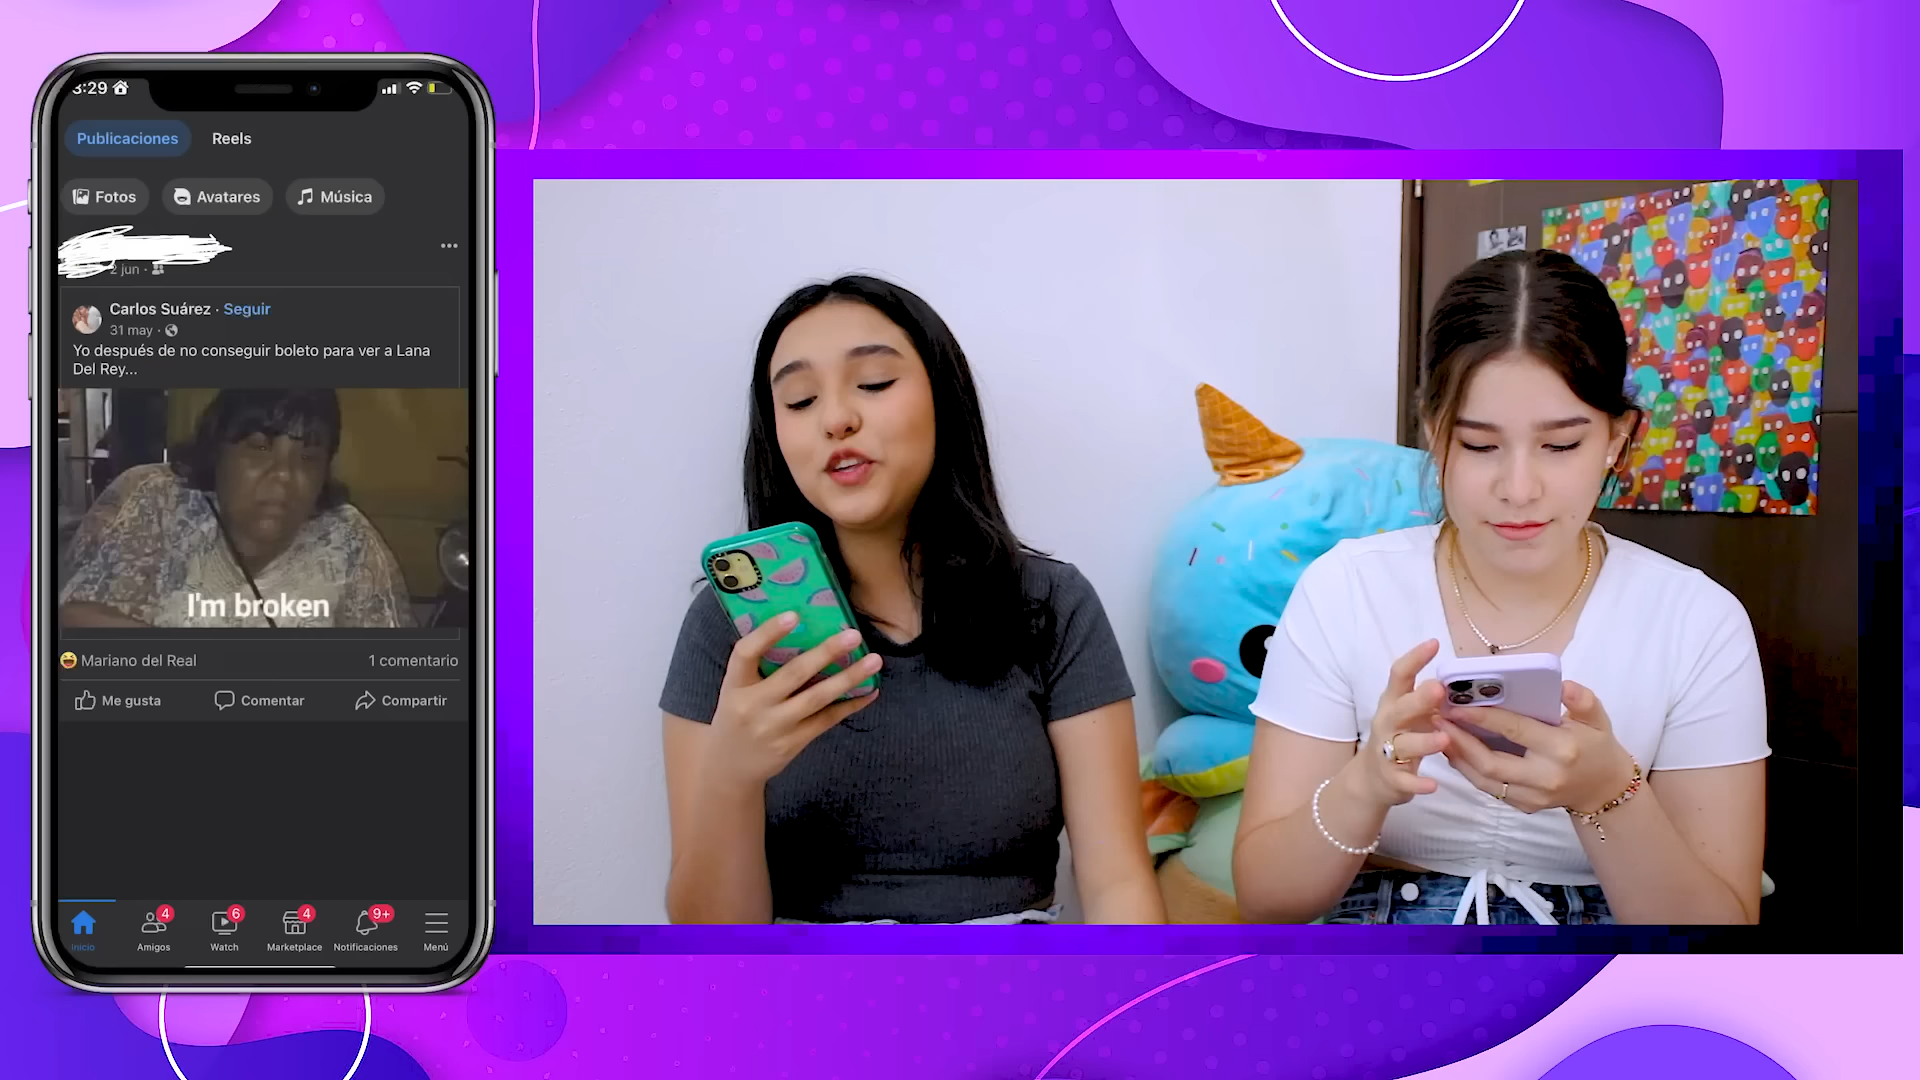 3:29
Publicaciones
Reels
Fotos
Avatares
Música
2 jun ·
Carlos Suárez · Seguir
31 may ·
Yo después de no conseguir boleto para ver a Lana
Del Rey...
I'm broken
Mariano del Real
1 comentario
Me gusta
Comentar
Compartir
4
6
4
9+
Inicio
Amigos
Watch
Marketplace
Notificaciones
Menú